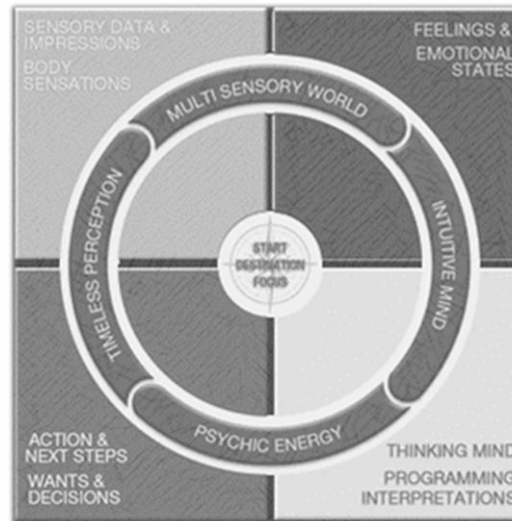 SENSORY DATA &
IMPRESSIONS
BODY
SENSATIONS
FEELINGS &
EMOTIONAL
STATES
MULTI SENSORY WORLD
TIMELESS PERCEPTION
INTUITIVE MIND
START
DESTINATION
FOCUS
PSYCHIC ENERGY
ACTION &
NEXT STEPS
WANTS &
DECISIONS
THINKING MIND
PROGRAMMING
INTERPRETATIONS